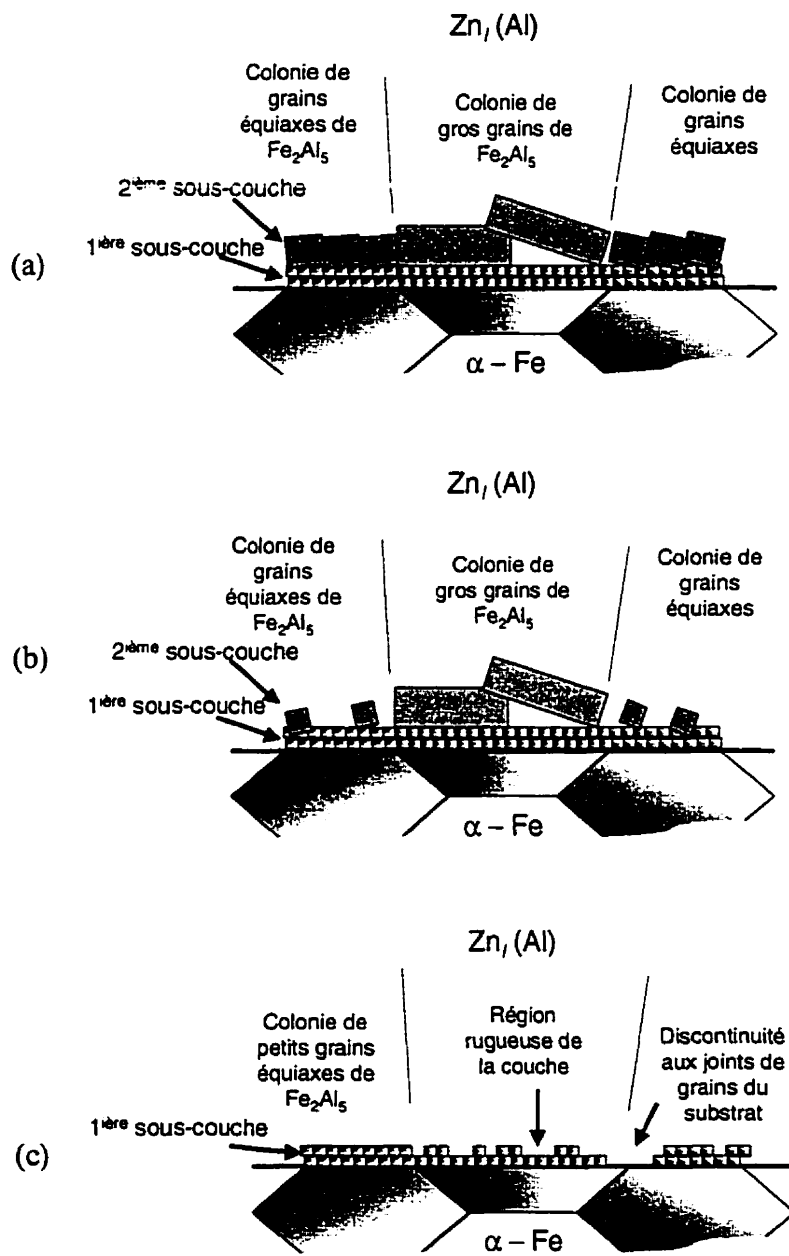 Zn_l (Al)
Colonie de
grains
équiaxes de
Fe₂Al₅
Colonie de
gros grains de
Fe₂Al₅
Colonie de
grains
équiaxes
2ième sous-couche
1ière sous-couche
(a)
α – Fe
Zn_l (Al)
Colonie de
grains
équiaxes de
Fe₂Al₅
Colonie de
gros grains de
Fe₂Al₅
Colonie de
grains
équiaxes
2ième sous-couche
1ière sous-couche
(b)
α – Fe
Zn_l (Al)
Colonie de
petits grains
équiaxes de
Fe₂Al₅
Région
rugueuse de
la couche
Discontinuité
aux joints de
grains du
substrat
1ière sous-couche
(c)
α – Fe